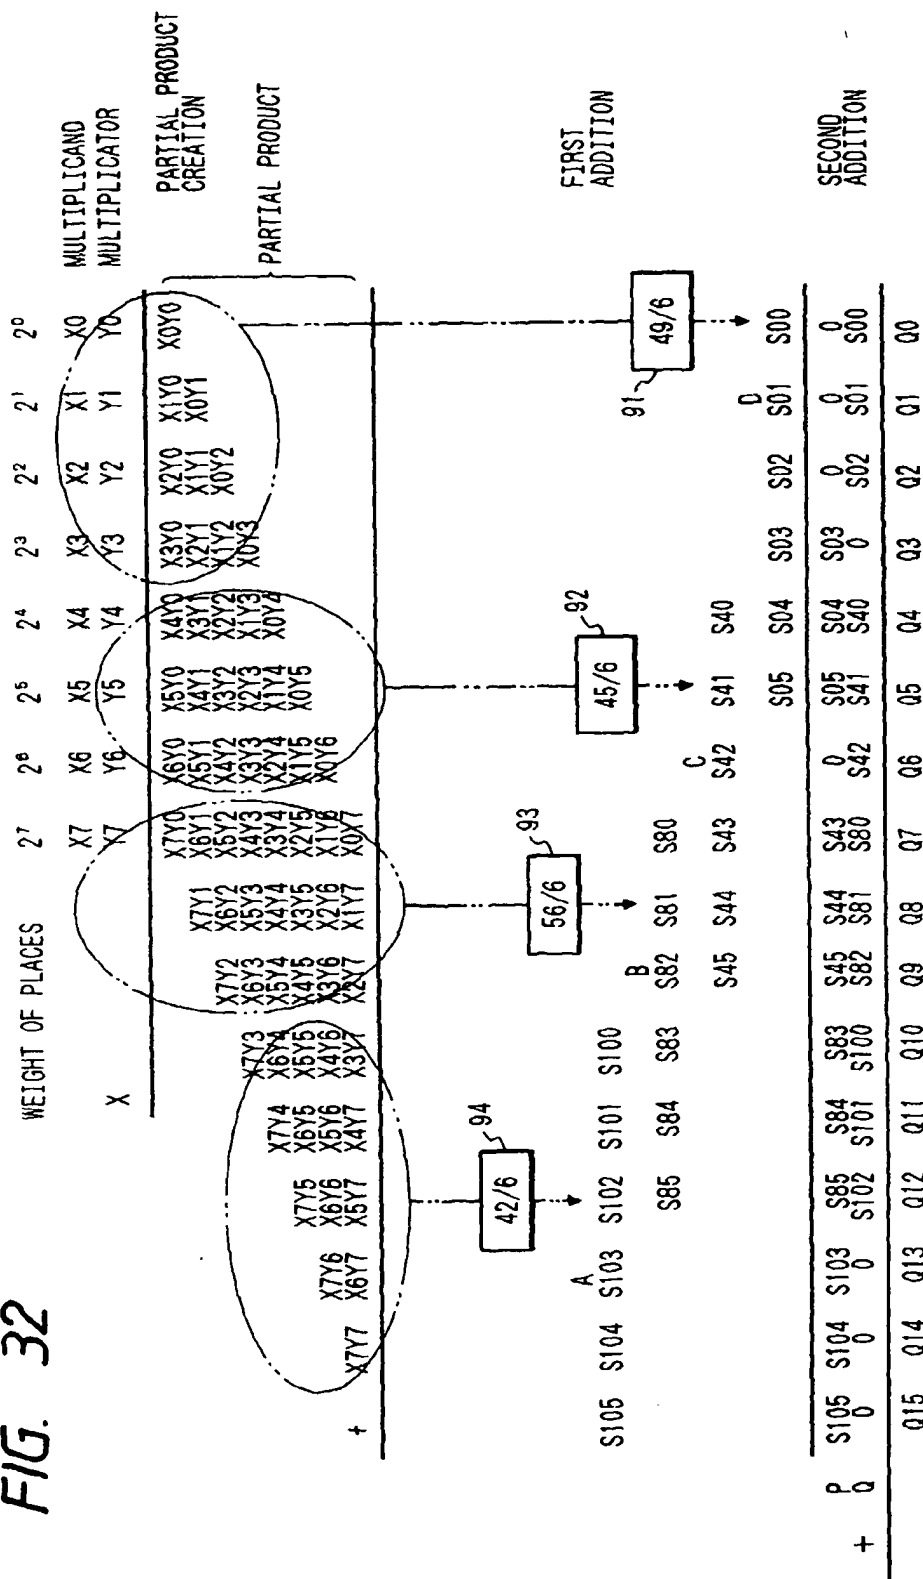 FIG. 32
WEIGHT OF PLACES 2⁷ 2⁶ 2⁵ 2⁴ 2³ 2² 2¹ 2⁰
X7 X6 X5 X4 X3 X2 X1 X0 MULTIPLICAND
X Y7 Y6 Y5 Y4 Y3 Y2 Y1 Y0 MULTIPLICATOR
X7Y0 X6Y0 X5Y0 X4Y0 X3Y0 X2Y0 X1Y0 X0Y0 PARTIAL PRODUCT
X7Y1 X6Y1 X5Y1 X4Y1 X3Y1 X2Y1 X1Y1 X0Y1 CREATION
X7Y2 X6Y2 X5Y2 X4Y2 X3Y2 X2Y2 X1Y2 X0Y2
X7Y3 X6Y3 X5Y3 X4Y3 X3Y3 X2Y3 X1Y3 X0Y3
PARTIAL PRODUCT
X7Y4 X6Y4 X5Y4 X4Y4 X3Y4 X2Y4 X1Y4 X0Y4
X7Y5 X6Y5 X5Y5 X4Y5 X3Y5 X2Y5 X1Y5 X0Y5
X7Y6 X6Y6 X5Y6 X4Y6 X3Y6 X2Y6 X1Y6 X0Y6
+ X7Y7 X6Y7 X5Y7 X4Y7 X3Y7 X2Y7 X1Y7 X0Y7
94
42/6
93
56/6
92
45/6
91
49/6
FIRST
ADDITION
A
S105 S104 S103 S102 S101 S100
B
S85 S84 S83 S82 S81 S80
C
S45 S44 S43 S42 S41 S40
D
S05 S04 S03 S02 S01 S00
P S105 S104 S103 S85 S84 S83 S45 S44 S43 0 S05 S04 S03 0 0 0 SECOND
+ Q 0 0 0 S102 S101 S100 S82 S81 S80 S42 S41 S40 0 S02 S01 S00 ADDITION
Q15 Q14 Q13 Q12 Q11 Q10 Q9 Q8 Q7 Q6 Q5 Q4 Q3 Q2 Q1 Q0